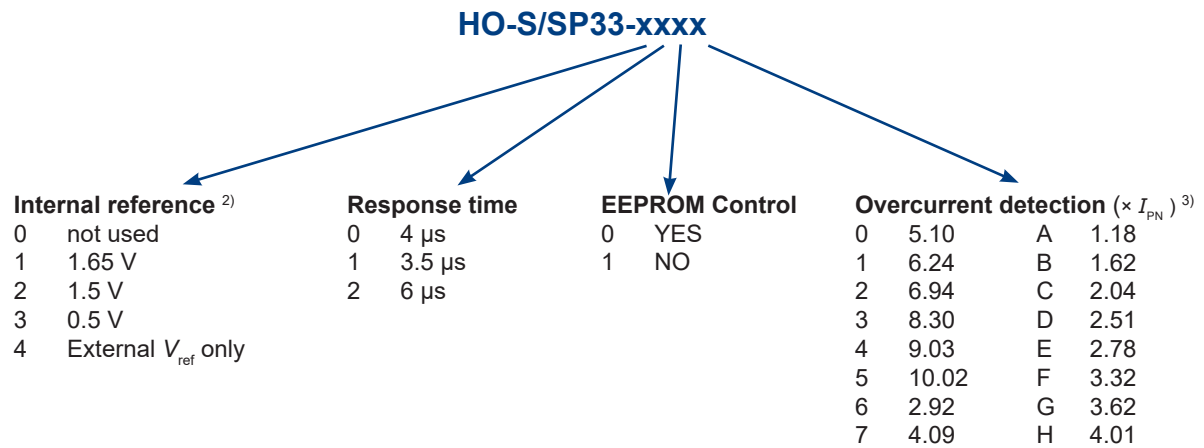 HO-S/SP33-xxxx
Internal reference 2)
0 not used
1 1.65 V
2 1.5 V
3 0.5 V
4 External Vref only
Response time
0 4 µs
1 3.5 µs
2 6 µs
EEPROM Control
0 YES
1 NO
Overcurrent detection (× IPN ) 3)
0 5.10 A 1.18
1 6.24 B 1.62
2 6.94 C 2.04
3 8.30 D 2.51
4 9.03 E 2.78
5 10.02 F 3.32
6 2.92 G 3.62
7 4.09 H 4.01